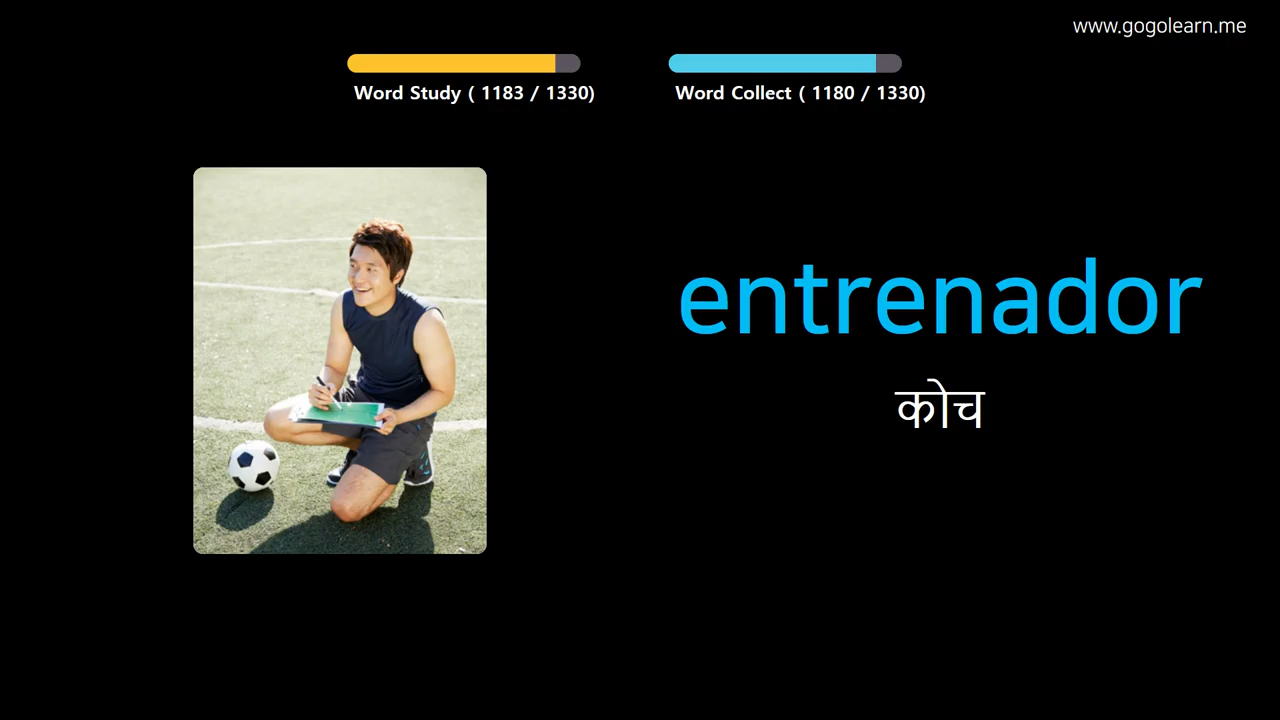 www.gogolearn.me
Word Study ( 1183 / 1330)
Word Collect ( 1180 / 1330)
entrenador
कोच